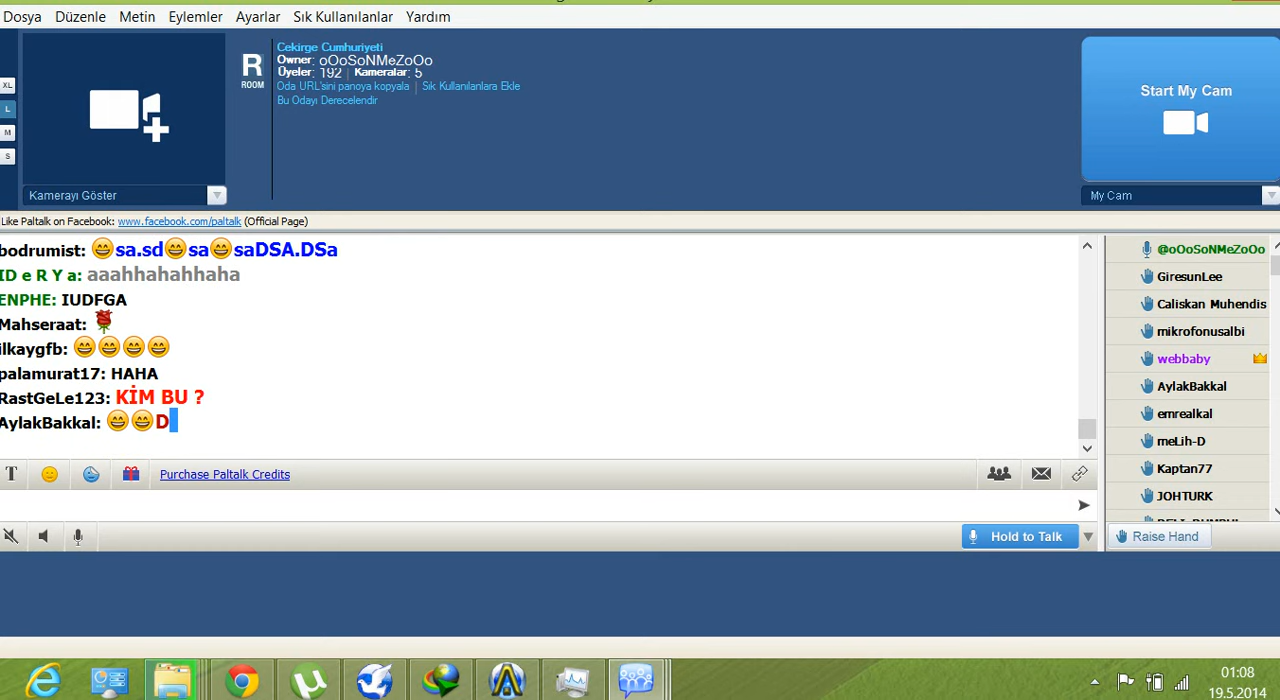 Dosya Düzenle Metin Eylemler Ayarlar Sık Kullanılanlar Yardım
XL
L
M
S
Kamerayı Göster
R
ROOM
Cekirge Cumhuriyeti
Owner: oOoSoNMeZoOo
Üyeler: 192 | Kameralar: 5
Oda URL'sini panoya kopyala | Sık Kullanılanlara Ekle
Bu Odayı Derecelendir
Start My Cam
My Cam
Like Paltalk on Facebook: www.facebook.com/paltalk (Official Page)
bodrumist: sa.sd sa saDSA.DSa
ID e R Y a: aaahhahahhaha
ENPHE: IUDFGA
Mahseraat:
ilkaygfb:
palamurat17: HAHA
RastGeLe123: KİM BU ?
AylakBakkal: D
@oOoSoNMeZoOo
GiresunLee
Caliskan Muhendis
mikrofonusalbi
webbaby
AylakBakkal
emrealkal
meLih-D
Kaptan77
JOHTURK
T Purchase Paltalk Credits
Hold to Talk
Raise Hand
01:08
19.5.2014